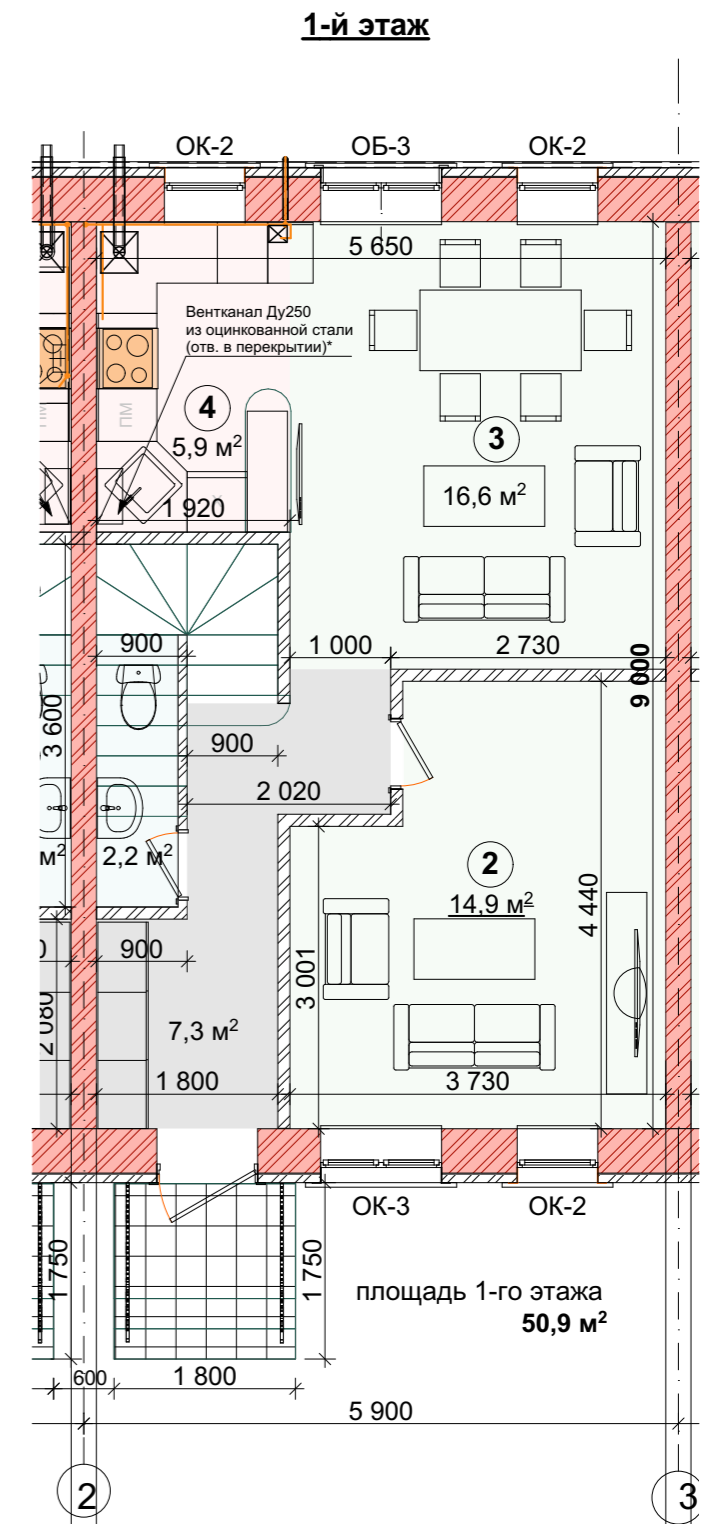 1-й этаж
ОК-2
ОБ-3
ОК-2
5 650
Вентканал Ду250
из оцинкованной стали
(отв. в перекрытии)*
ПМ
ПМ
4
5,9 м²
3
16,6 м²
1 920
900
1 000
2 730
9 000
3 600
900
2 020
м²
2,2 м²
2
14,9 м²
4 440
900
3 001
2 080
7,3 м²
1 800
3 730
ОК-3
ОК-2
1 750
1 750
площадь 1-го этажа
50,9 м²
600
1 800
5 900
2
3